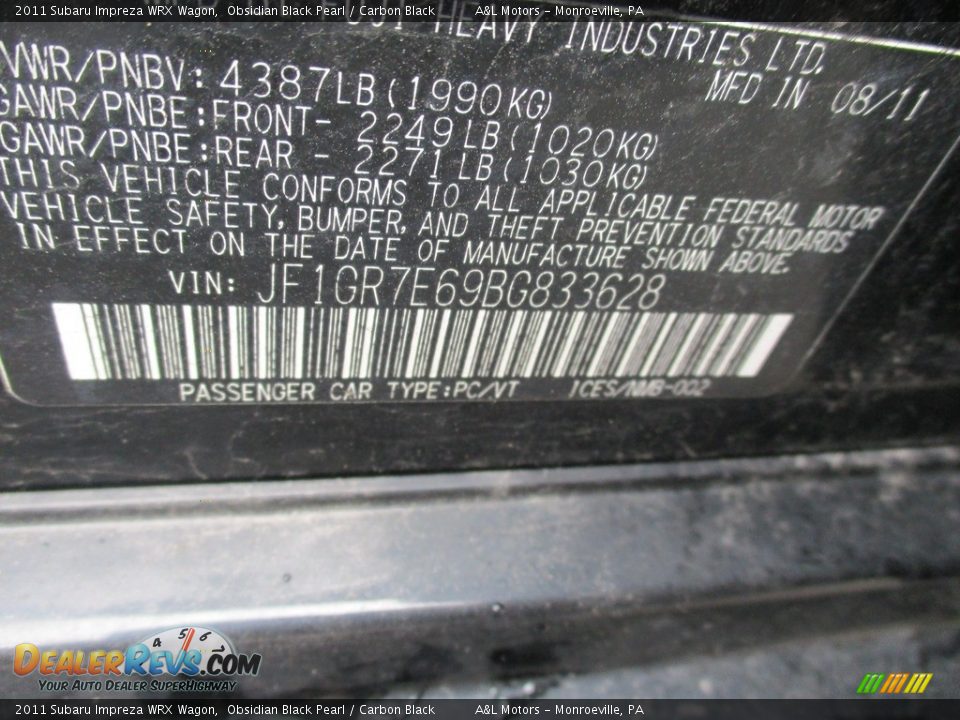 2011 Subaru Impreza WRX Wagon, Obsidian Black Pearl / Carbon Black A&L Motors - Monroeville, PA
HEAVY INDUSTRIES LTD.
MFD IN 08/11
VWR/PNBV: 4387LB (1990KG)
GAWR/PNBE: FRONT- 2249LB (1020KG)
GAWR/PNBE: REAR - 2271LB (1030KG)
THIS VEHICLE CONFORMS TO ALL APPLICABLE FEDERAL MOTOR
VEHICLE SAFETY, BUMPER, AND THEFT PREVENTION STANDARDS
IN EFFECT ON THE DATE OF MANUFACTURE SHOWN ABOVE.
VIN: JF1GR7E69BG833628
PASSENGER CAR TYPE:PC/VT ICES/NMB-002
4 5 6
DEALERREVS.COM
YOUR AUTO DEALER SUPERHIGHWAY
2011 Subaru Impreza WRX Wagon, Obsidian Black Pearl / Carbon Black A&L Motors - Monroeville, PA